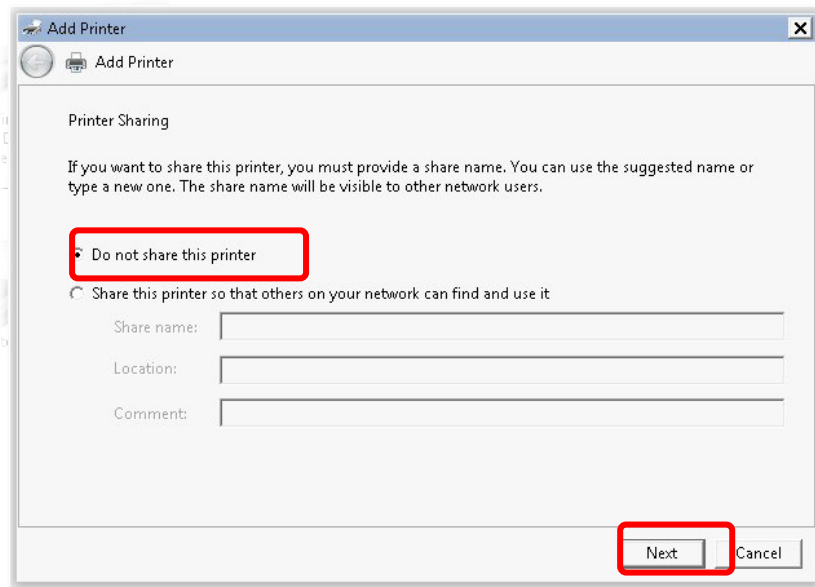 Add Printer
Add Printer
Printer Sharing
If you want to share this printer, you must provide a share name. You can use the suggested name or
type a new one. The share name will be visible to other network users.
Do not share this printer
Share this printer so that others on your network can find and use it
Share name:
Location:
Comment:
Next Cancel